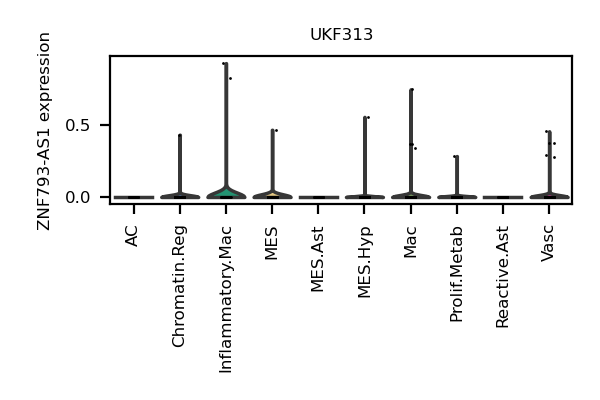 UKF313
ZNF793-AS1 expression
0.5
0.0
AC
Chromatin.Reg
Inflammatory.Mac
MES
MES.Ast
MES.Hyp
Mac
Prolif.Metab
Reactive.Ast
Vasc